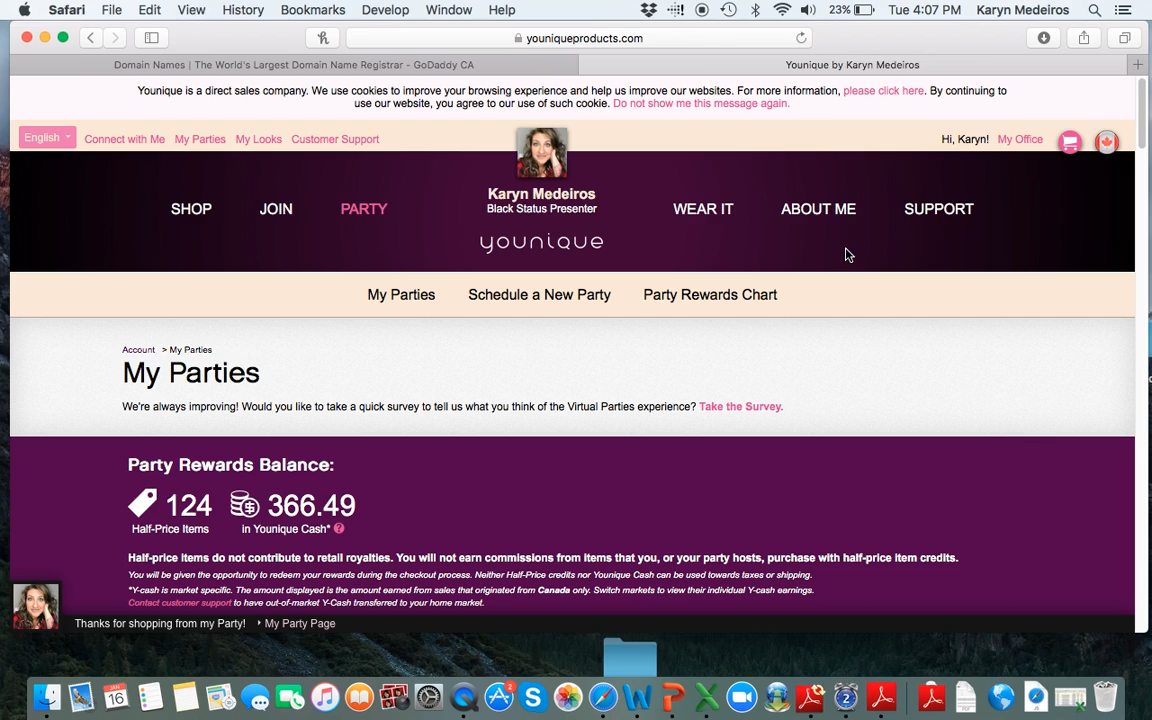 Safari File Edit View History Bookmarks Develop Window Help 23% Tue 4:07 PM Karyn Medeiros
youniqueproducts.com
Domain Names | The World's Largest Domain Name Registrar - GoDaddy CA Younique by Karyn Medeiros
Younique is a direct sales company. We use cookies to improve your browsing experience and help us improve our websites. For more information, please click here. By continuing to
use our website, you agree to our use of such cookie. Do not show me this message again.
English Connect with Me My Parties My Looks Customer Support Hi, Karyn! My Office
Karyn Medeiros
Black Status Presenter
SHOP JOIN PARTY WEAR IT ABOUT ME SUPPORT
younique
My Parties Schedule a New Party Party Rewards Chart
Account > My Parties
My Parties
We're always improving! Would you like to take a quick survey to tell us what you think of the Virtual Parties experience? Take the Survey.
Party Rewards Balance:
124 366.49
Half-Price Items in Younique Cash* ?
Half-price items do not contribute to retail royalties. You will not earn commissions from items that you, or your party hosts, purchase with half-price item credits.
You will be given the opportunity to redeem your rewards during the checkout process. Neither Half-Price credits nor Younique Cash can be used towards taxes or shipping.
*Y-cash is market specific. The amount displayed is the amount earned from sales that originated from Canada only. Switch markets to view their individual Y-cash earnings.
Contact customer support to have out-of-market Y-Cash transferred to your home market.
Thanks for shopping from my Party! My Party Page
JAN
16
2
2